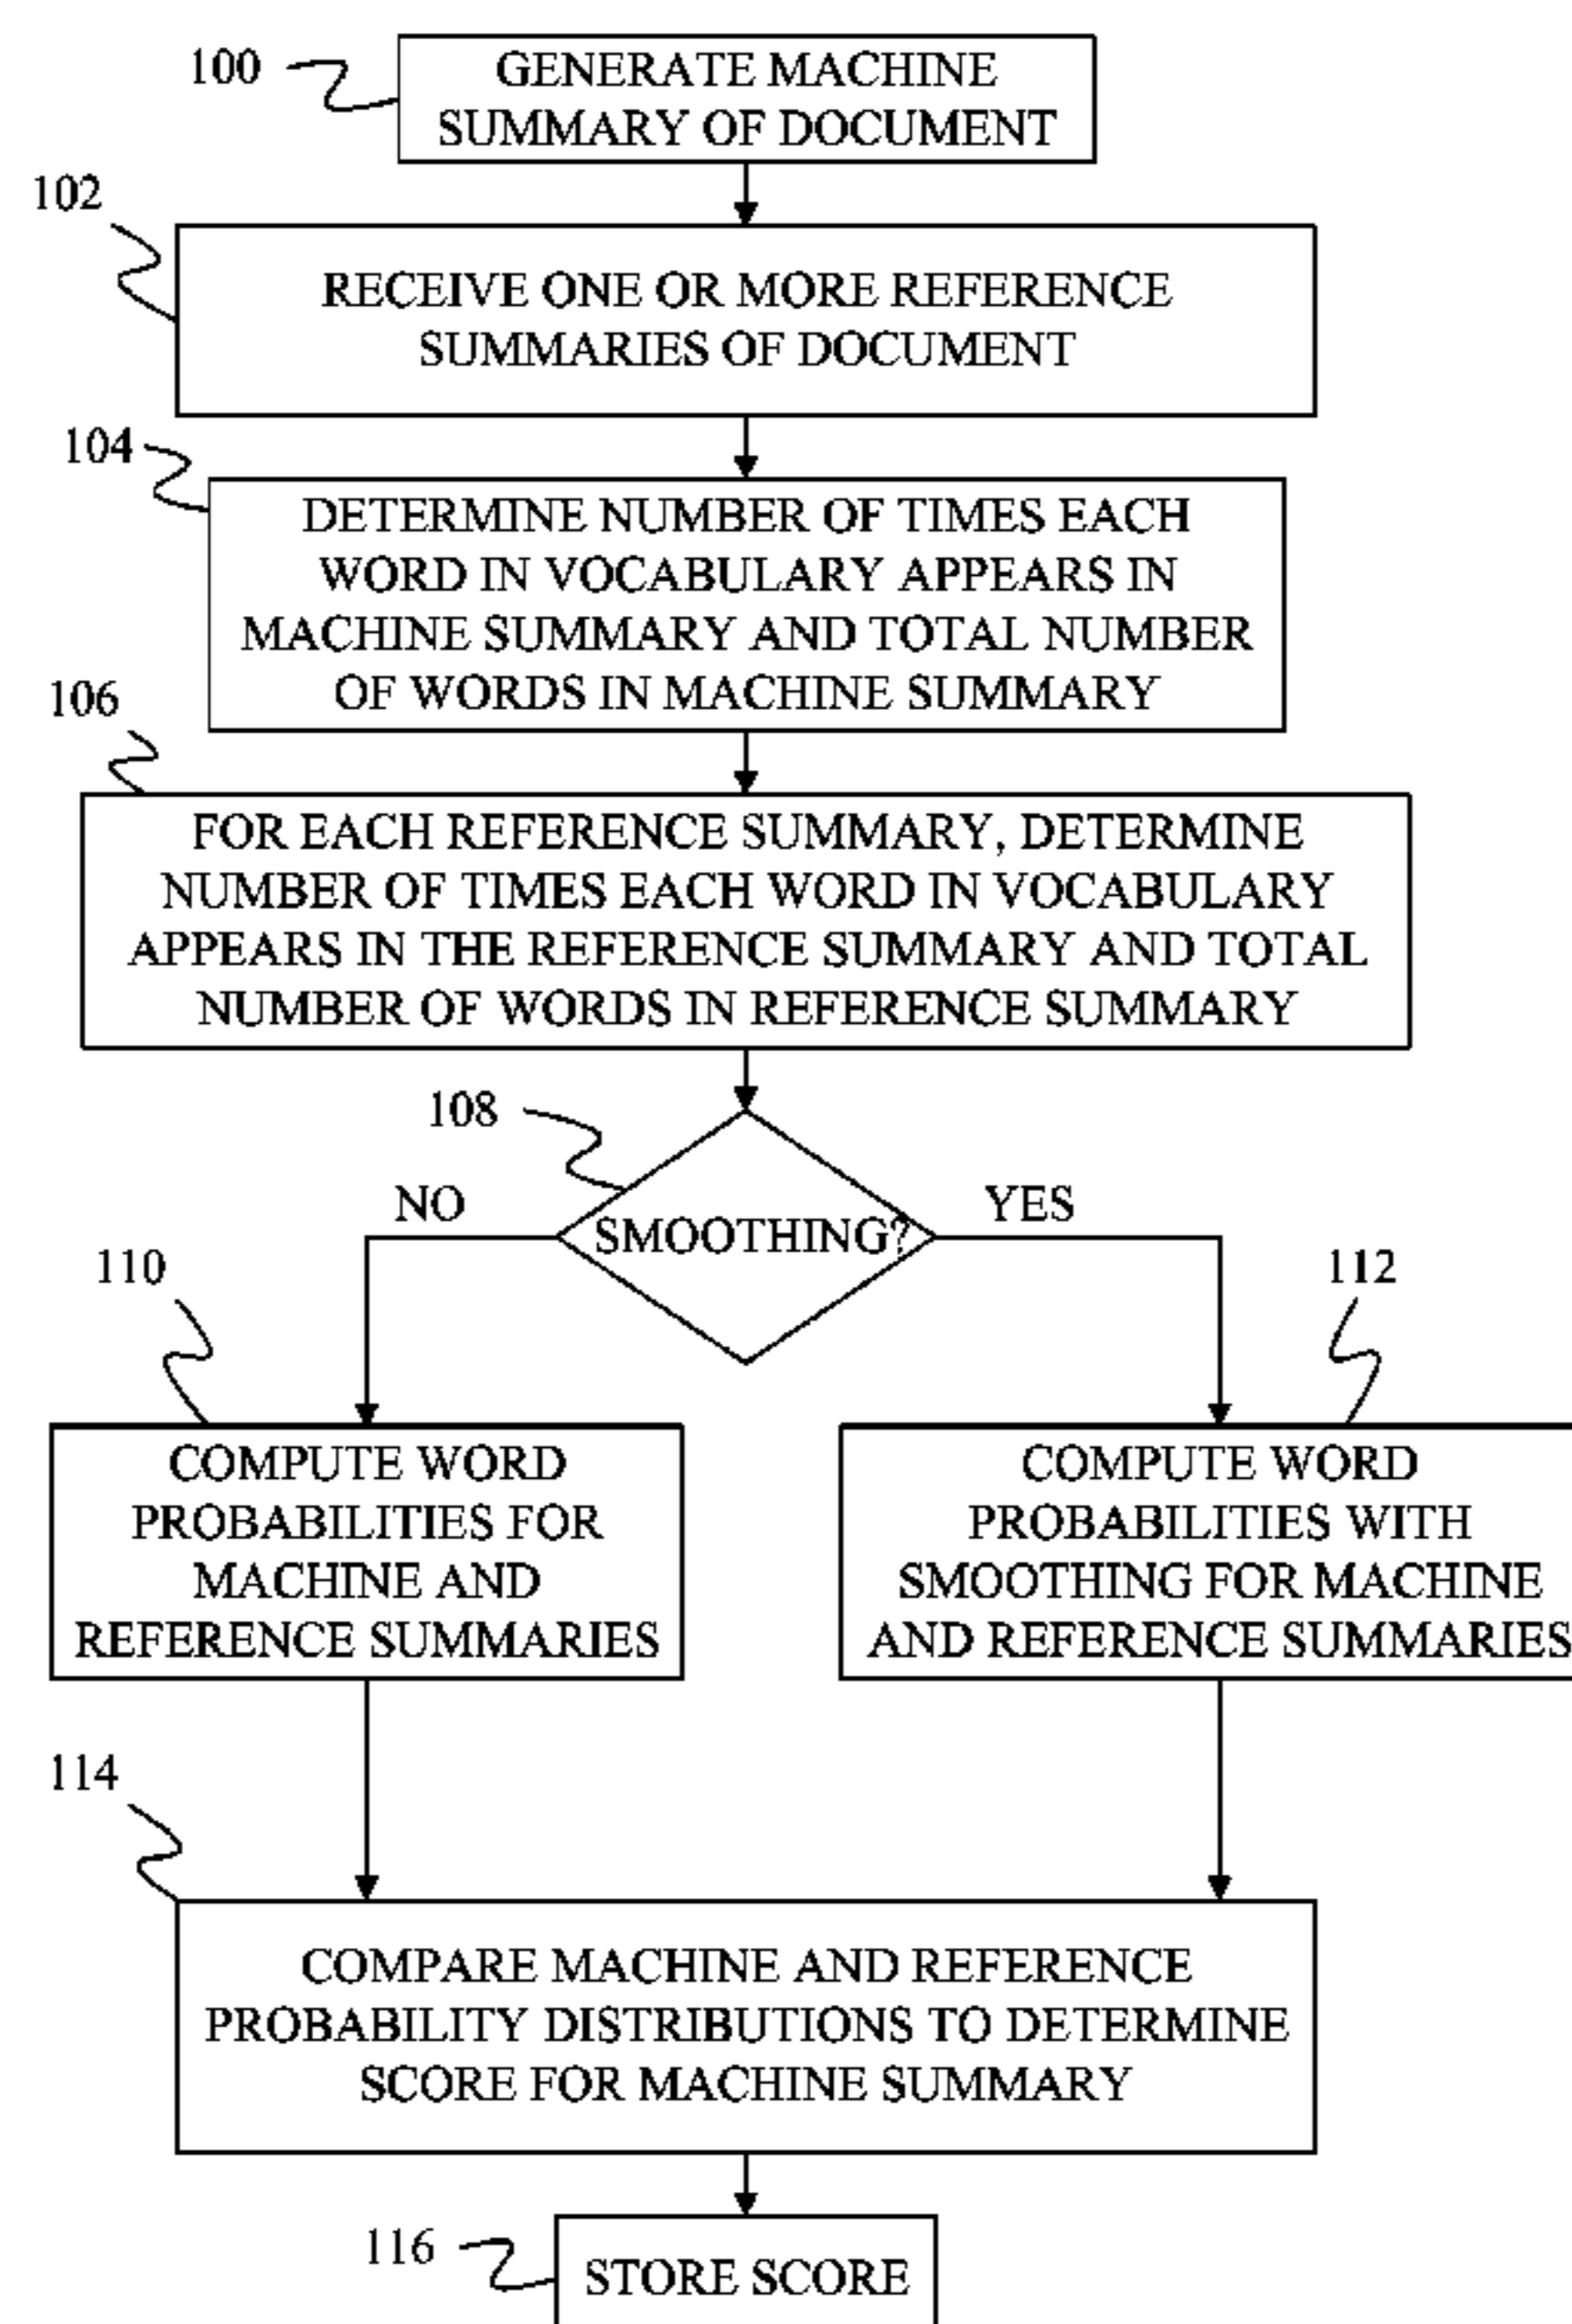 100
GENERATE MACHINE
SUMMARY OF DOCUMENT
102
RECEIVE ONE OR MORE REFERENCE
SUMMARIES OF DOCUMENT
104
DETERMINE NUMBER OF TIMES EACH
WORD IN VOCABULARY APPEARS IN
MACHINE SUMMARY AND TOTAL NUMBER
OF WORDS IN MACHINE SUMMARY
106
FOR EACH REFERENCE SUMMARY, DETERMINE
NUMBER OF TIMES EACH WORD IN VOCABULARY
APPEARS IN THE REFERENCE SUMMARY AND TOTAL
NUMBER OF WORDS IN REFERENCE SUMMARY
108
NO
YES
SMOOTHING?
110
COMPUTE WORD
PROBABILITIES FOR
MACHINE AND
REFERENCE SUMMARIES
112
COMPUTE WORD
PROBABILITIES WITH
SMOOTHING FOR MACHINE
AND REFERENCE SUMMARIES
114
COMPARE MACHINE AND REFERENCE
PROBABILITY DISTRIBUTIONS TO DETERMINE
SCORE FOR MACHINE SUMMARY
116
STORE SCORE